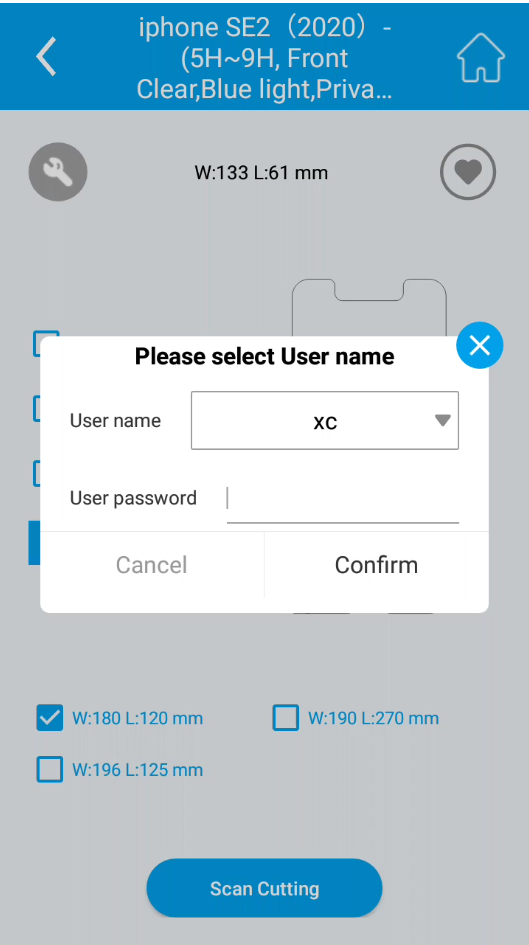 iphone SE2（2020）-
(5H~9H, Front
Clear,Blue light,Priva...
W:133 L:61 mm
Please select User name
User name
xc
User password
Cancel
Confirm
W:180 L:120 mm
W:190 L:270 mm
W:196 L:125 mm
Scan Cutting